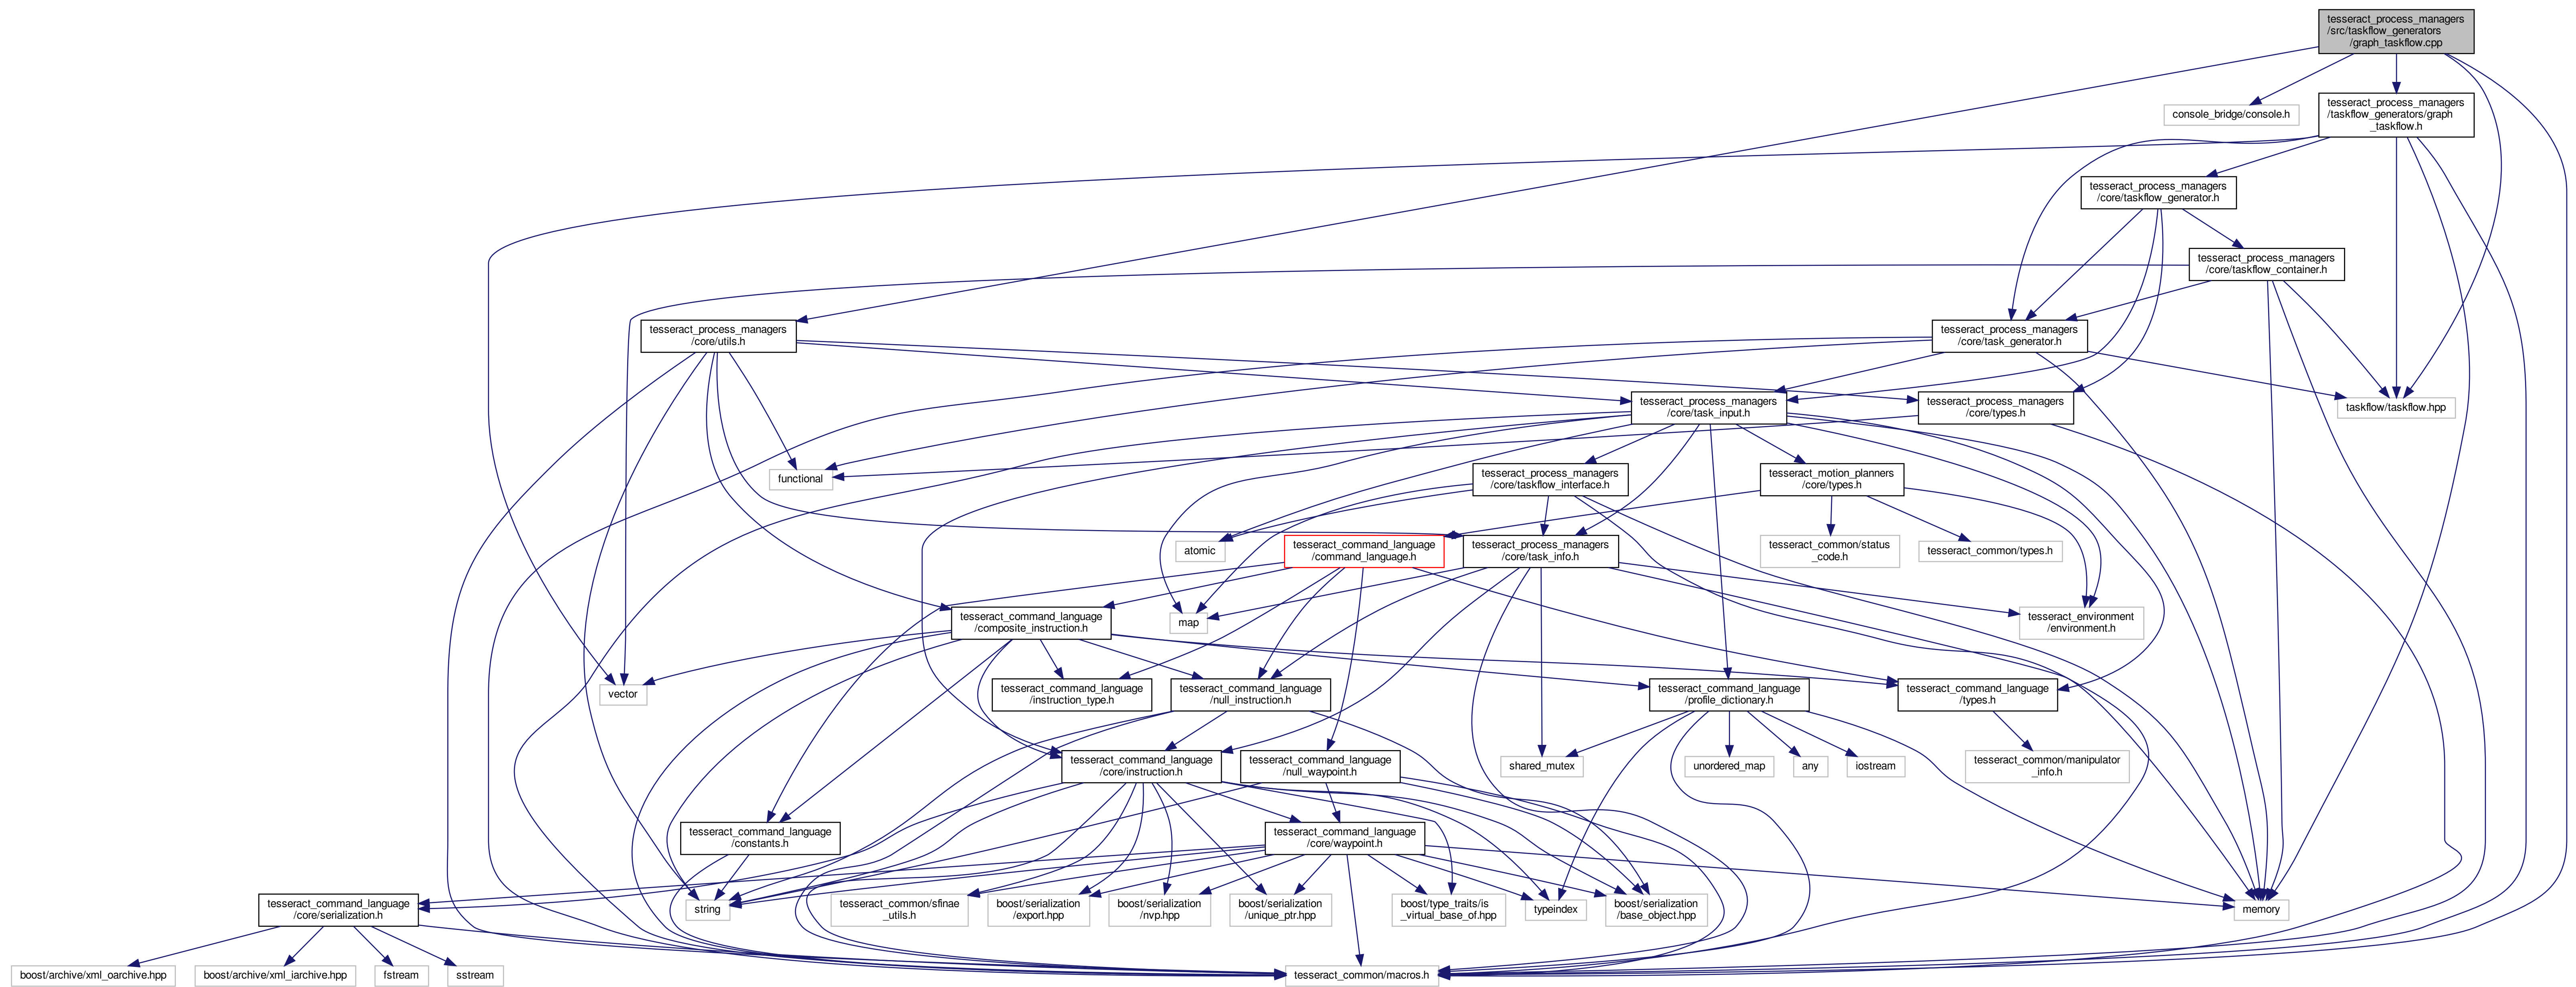 tesseract_process_managers
/src/taskflow_generators
/graph_taskflow.cpp
console_bridge/console.h
tesseract_process_managers
/taskflow_generators/graph
_taskflow.h
tesseract_process_managers
/core/taskflow_generator.h
tesseract_process_managers
/core/taskflow_container.h
tesseract_process_managers
/core/utils.h
tesseract_process_managers
/core/task_generator.h
tesseract_process_managers
/core/task_input.h
tesseract_process_managers
/core/types.h
taskflow/taskflow.hpp
functional
tesseract_process_managers
/core/taskflow_interface.h
tesseract_motion_planners
/core/types.h
atomic
tesseract_command_language
/command_language.h
tesseract_process_managers
/core/task_info.h
tesseract_common/status
_code.h
tesseract_common/types.h
tesseract_command_language
/composite_instruction.h
map
tesseract_environment
/environment.h
vector
tesseract_command_language
/instruction_type.h
tesseract_command_language
/null_instruction.h
tesseract_command_language
/profile_dictionary.h
tesseract_command_language
/types.h
tesseract_command_language
/core/instruction.h
tesseract_command_language
/null_waypoint.h
shared_mutex
unordered_map
any
iostream
tesseract_common/manipulator
_info.h
tesseract_command_language
/constants.h
tesseract_command_language
/core/waypoint.h
tesseract_command_language
/core/serialization.h
string
tesseract_common/sfinae
_utils.h
boost/serialization
/export.hpp
boost/serialization
/nvp.hpp
boost/serialization
/unique_ptr.hpp
boost/type_traits/is
_virtual_base_of.hpp
typeindex
boost/serialization
/base_object.hpp
memory
boost/archive/xml_oarchive.hpp
boost/archive/xml_iarchive.hpp
fstream
sstream
tesseract_common/macros.h